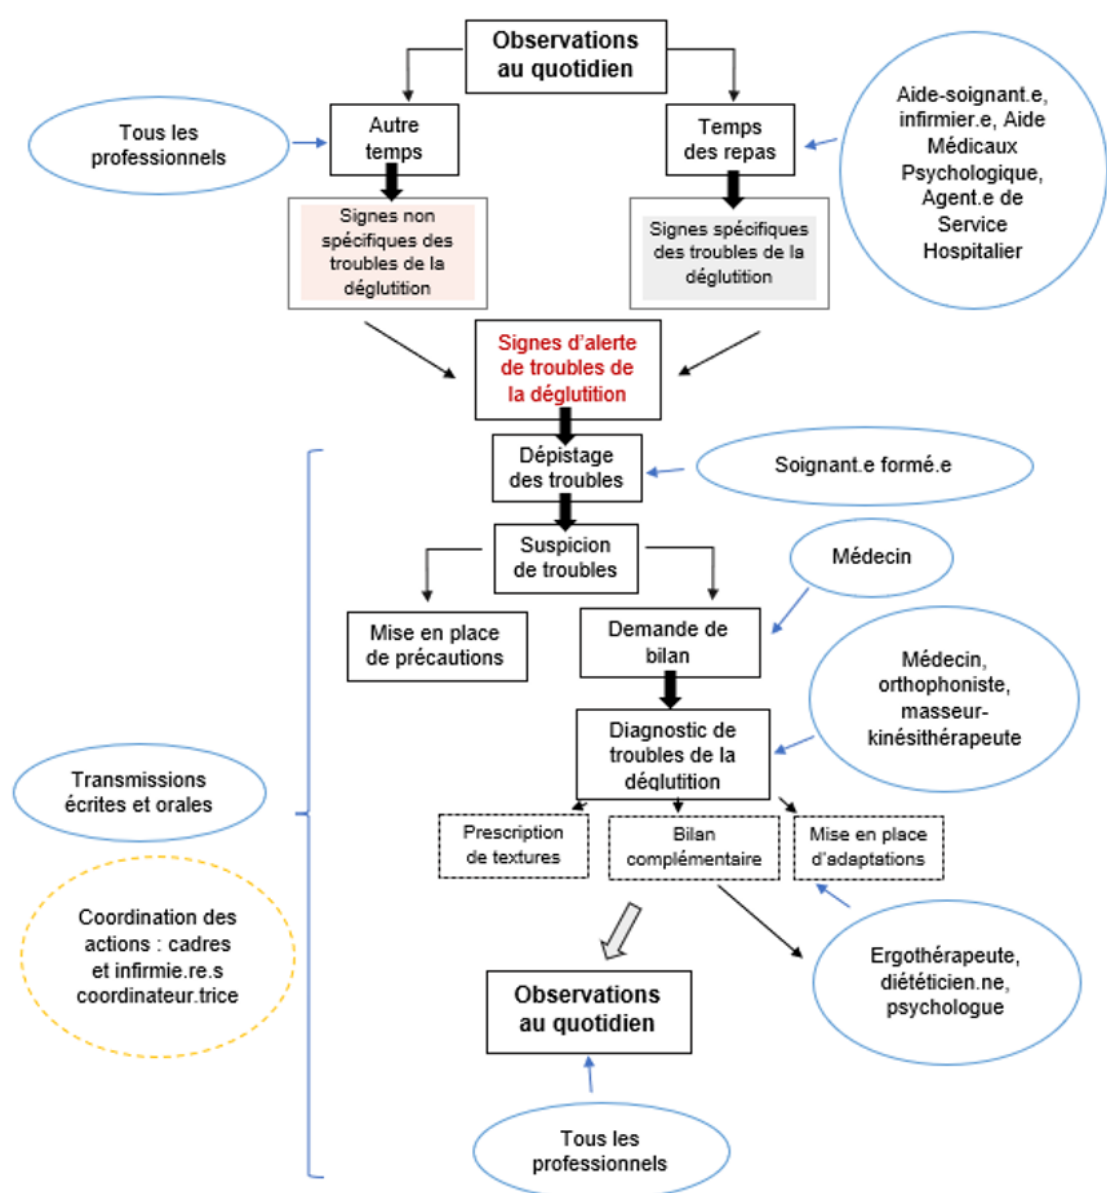 Observations
au quotidien
Tous les
professionnels
Autre
temps
Temps
des repas
Aide-soignant.e,
infirmier.e, Aide
Médicaux
Psychologique,
Agent.e de
Service
Hospitalier
Signes non
spécifiques des
troubles de la
déglutition
Signes spécifiques
des troubles de la
déglutition
Signes d'alerte
de troubles de
la déglutition
Dépistage
des troubles
Soignant.e formé.e
Suspicion
de troubles
Médecin
Mise en place
de précautions
Demande de
bilan
Médecin,
orthophoniste,
masseur-
kinésithérapeute
Diagnostic de
troubles de la
déglutition
Transmissions
écrites et orales
Prescription
de textures
Bilan
complémentaire
Mise en place
d'adaptations
Coordination des
actions : cadres
et infirmie.re.s
coordinateur.trice
Ergothérapeute,
diététicien.ne,
psychologue
Observations
au quotidien
Tous les
professionnels